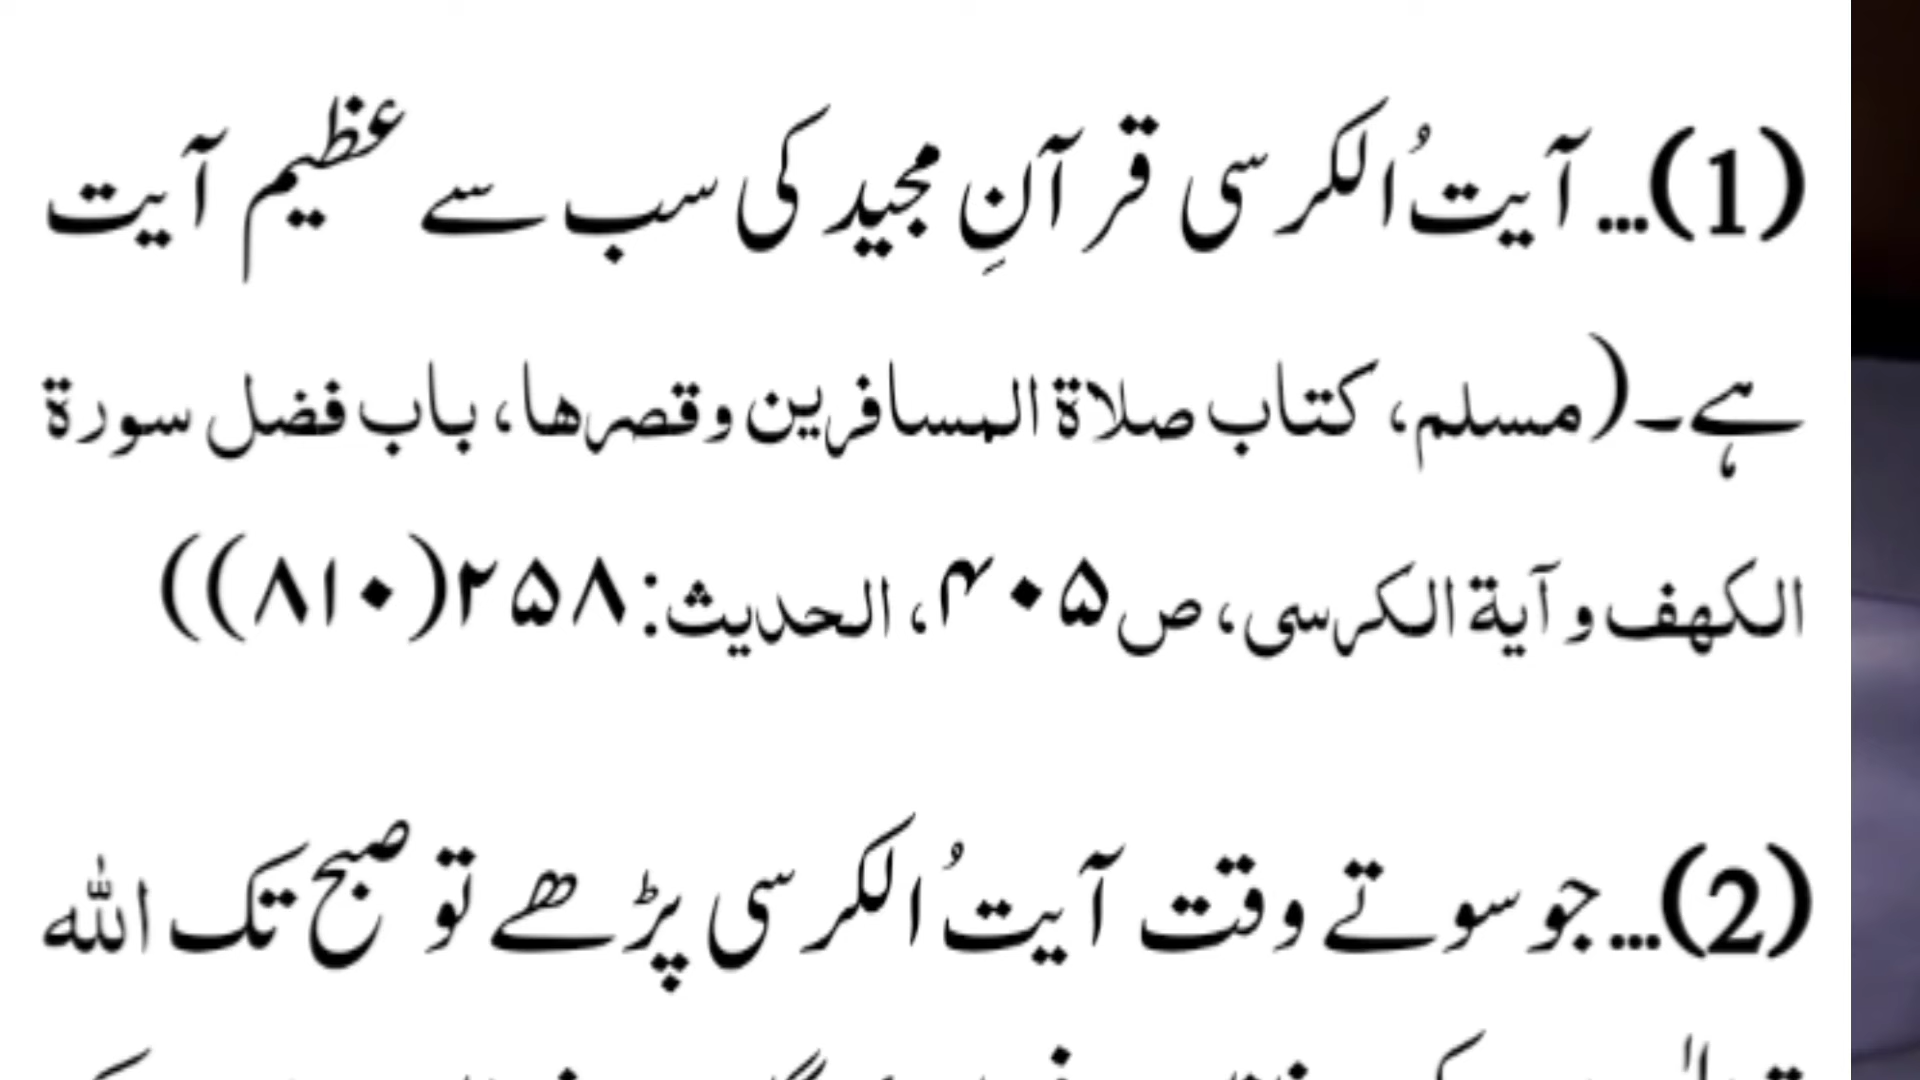 (1)… آیتُ الکرسی قرآنِ مجید کی سب سے عظیم آیت
ہے۔(مسلم، کتاب صلاۃ المسافرین وقصرھا، باب فضل سورۃ
الکھف و آیۃ الکرسی، ص۴۰۵، الحدیث: ۲۵۸(۸۱۰))
(2)… جو سوتے وقت آیتُ الکرسی پڑھے تو صبح تک اللہ